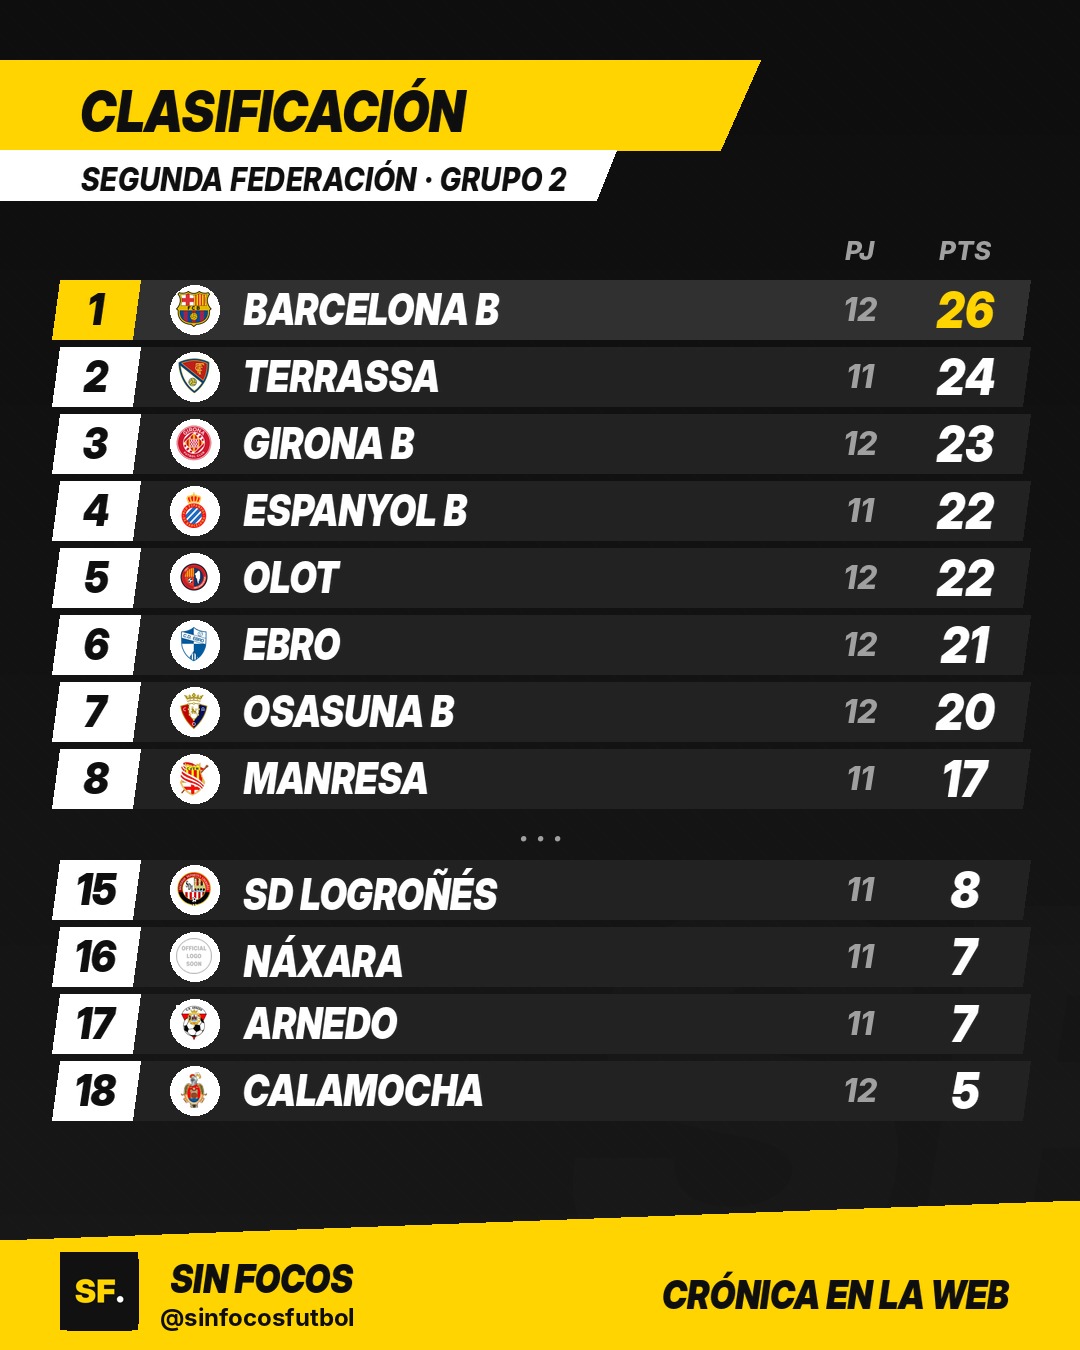 CLASIFICACIÓN
SEGUNDA FEDERACIÓN · GRUPO 2
PJ PTS
1 BARCELONA B 12 26
2 TERRASSA 11 24
3 GIRONA B 12 23
4 ESPANYOL B 11 22
5 OLOT 12 22
6 EBRO 12 21
7 OSASUNA B 12 20
8 MANRESA 11 17
...
15 SD LOGROÑÉS 11 8
16 OFFICIAL LOGO SOON NÁXARA 11 7
17 ARNEDO 11 7
18 CALAMOCHA 12 5
SF. SIN FOCOS
@sinfocosfutbol
CRÓNICA EN LA WEB